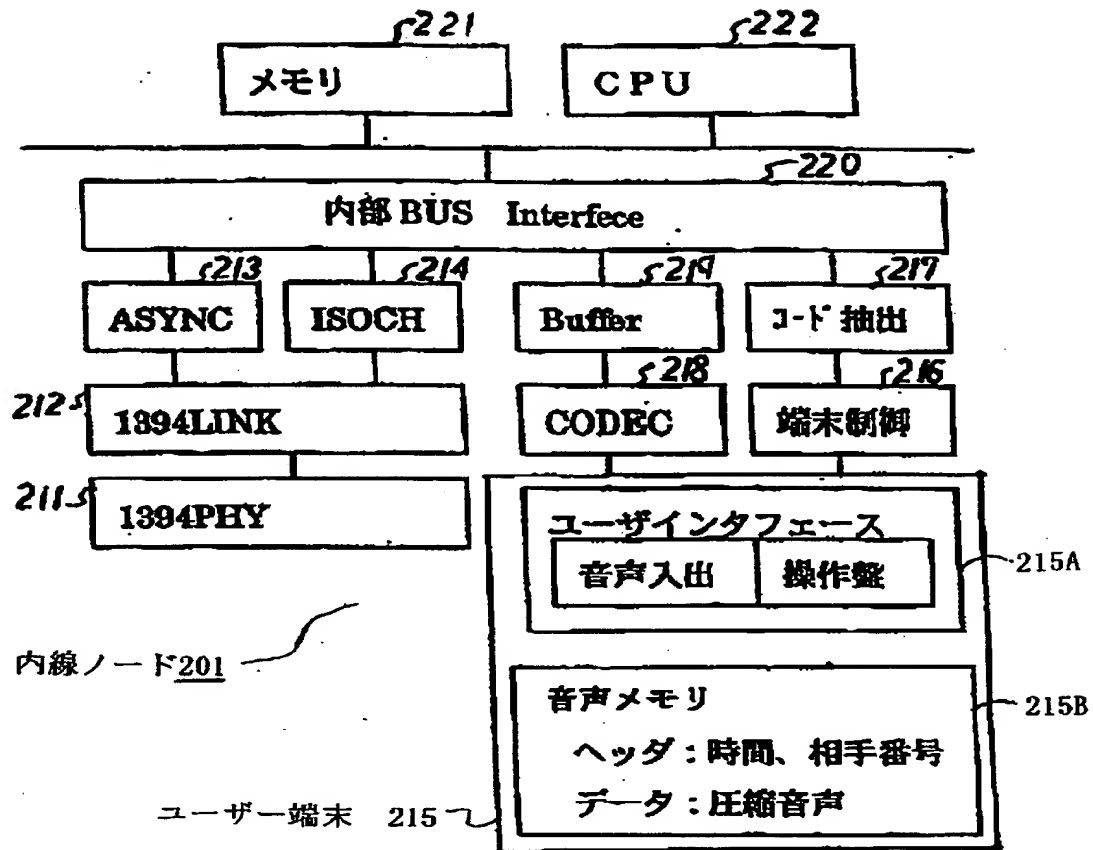 221
222
メモリ
CPU
220
内部BUS Interfece
213
214
219
217
ASYNC
ISOCH
Buffer
コード抽出
218
216
212
1394LINK
CODEC
端末制御
211
1394PHY
ユーザインタフェース
音声入出
操作盤
215A
内線ノード201
音声メモリ
215B
ヘッダ:時間、相手番号
データ:圧縮音声
ユーザー端末 215